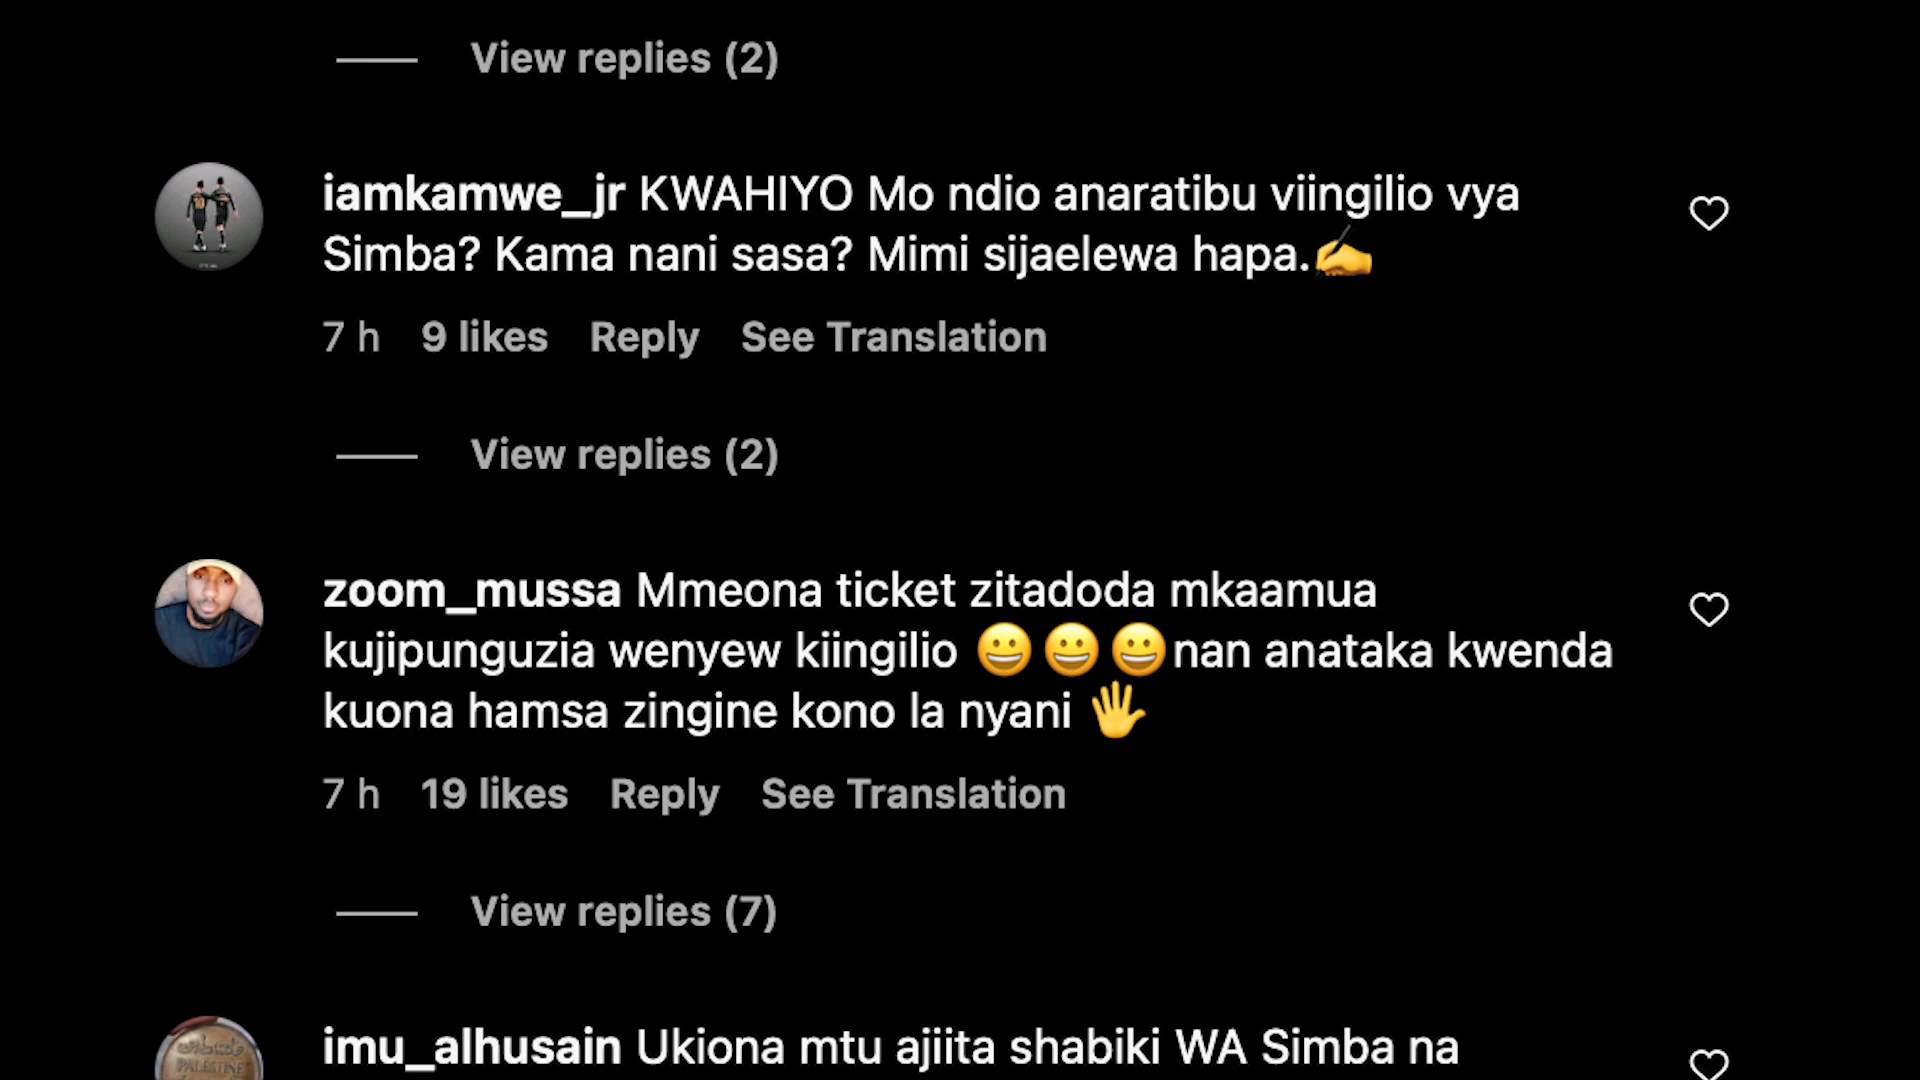 View replies (2)
iamkamwe_jr KWAHIYO Mo ndio anaratibu viingilio vya
Simba? Kama nani sasa? Mimi sijaelewa hapa.✍️
7 h 9 likes Reply See Translation
View replies (2)
zoom_mussa Mmeona ticket zitadoda mkaamua
kujipunguzia wenyew kiingilio 😀😀😀nan anataka kwenda
kuona hamsa zingine kono la nyani 🖐️
7 h 19 likes Reply See Translation
View replies (7)
imu_alhusain Ukiona mtu ajiita shabiki WA Simba na
PALESTINE